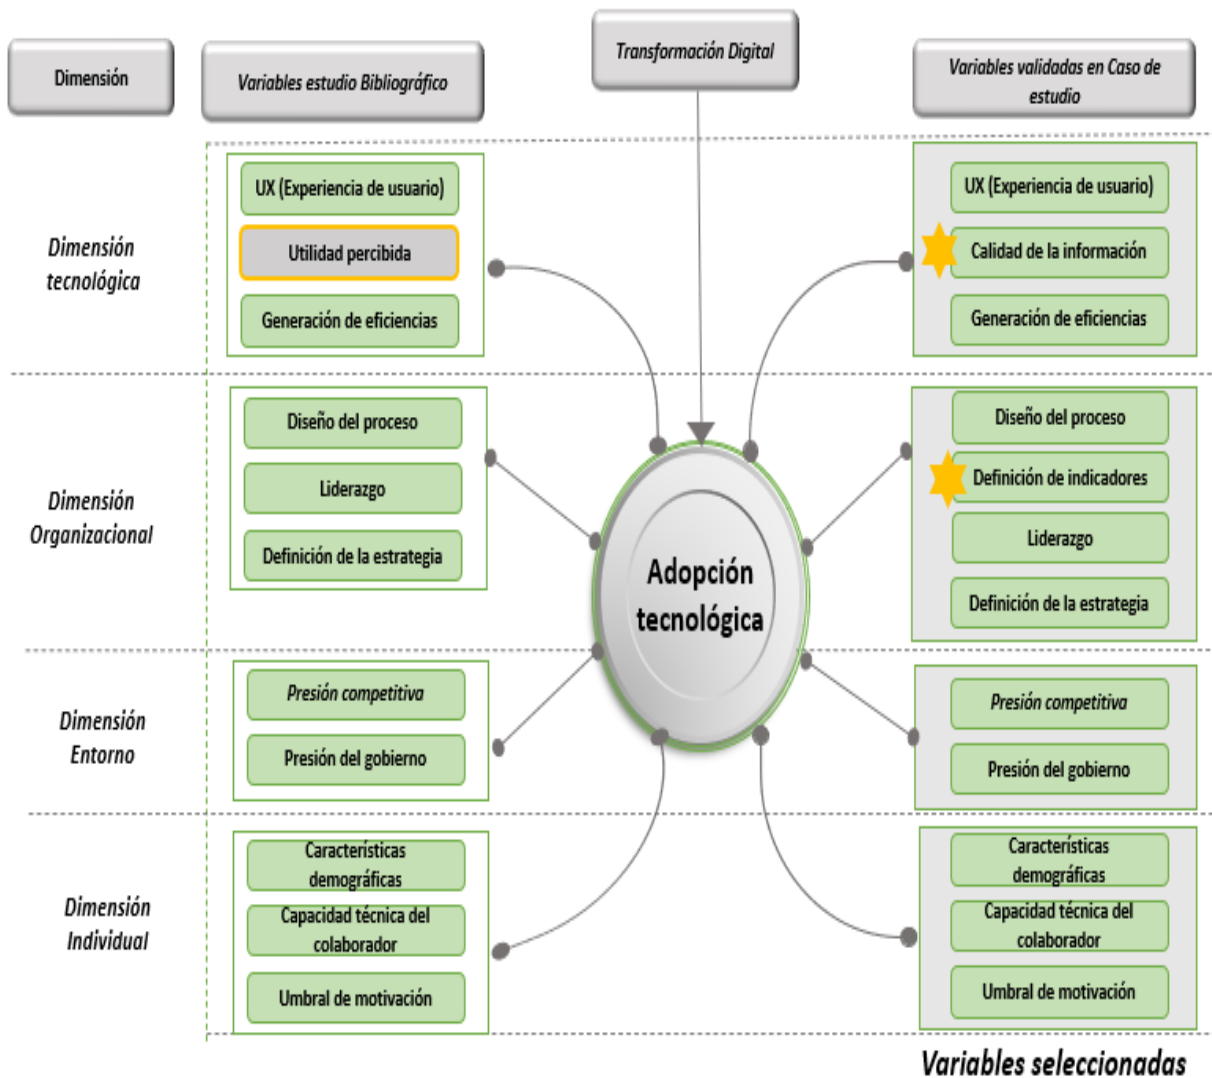 Dimensión
Variables estudio Bibliográfico
Transformación Digital
Variables validadas en Caso de
estudio
Dimensión
tecnológica
UX (Experiencia de usuario)
Utilidad percibida
Generación de eficiencias
UX (Experiencia de usuario)
Calidad de la información
Generación de eficiencias
Dimensión
Organizacional
Diseño del proceso
Liderazgo
Definición de la estrategia
Diseño del proceso
Definición de indicadores
Liderazgo
Definición de la estrategia
Adopción
tecnológica
Dimensión
Entorno
Presión competitiva
Presión del gobierno
Presión competitiva
Presión del gobierno
Dimensión
Individual
Características
demográficas
Capacidad técnica del
colaborador
Umbral de motivación
Características
demográficas
Capacidad técnica del
colaborador
Umbral de motivación
Variables seleccionadas